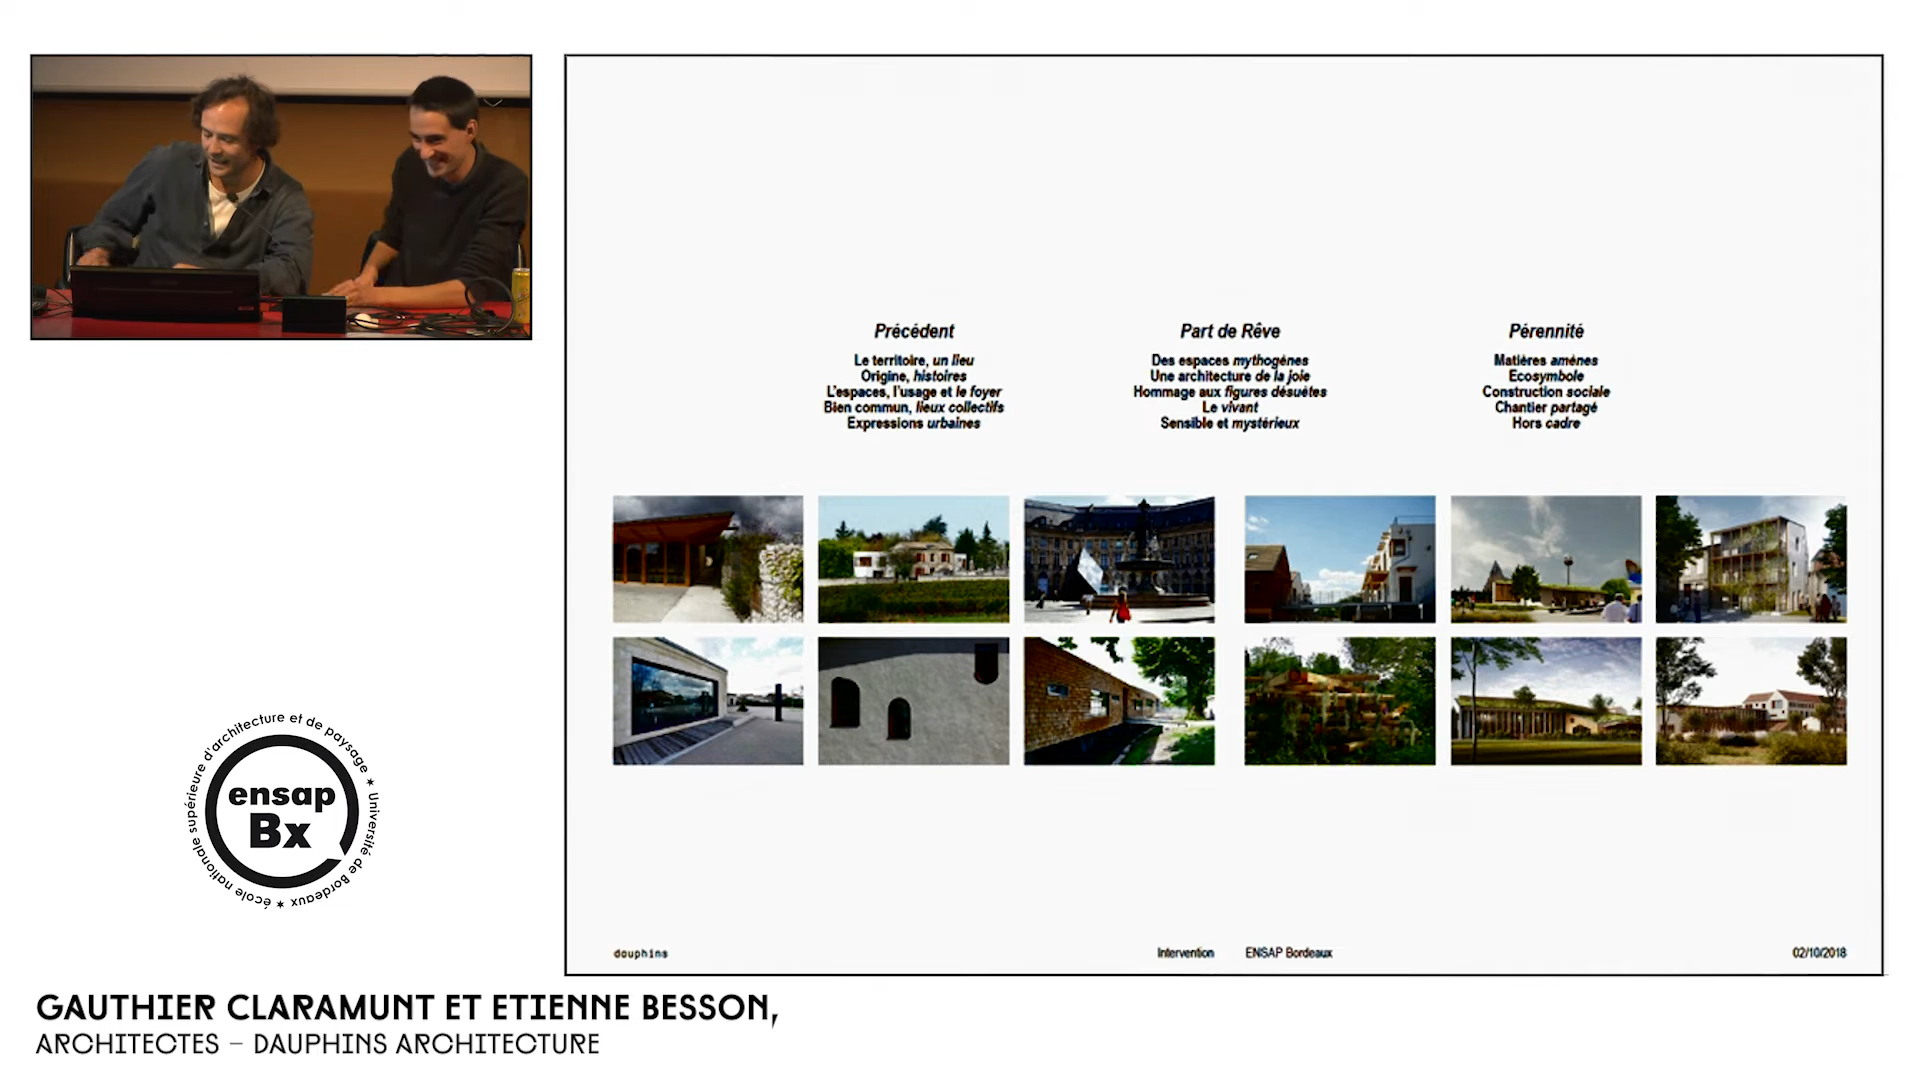 Précédent
Le territoire, un lieu
Origine, histoires
L'espaces, l'usage et le foyer
Bien commun, lieux collectifs
Expressions urbaines
Part de Rêve
Des espaces mythogènes
Une architecture de la joie
Hommage aux figures désuètes
Le vivant
Sensible et mystérieux
Pérennité
Matières amènes
Ecosymbole
Construction sociale
Chantier partagé
Hors cadre
école nationale supérieure d'architecture et de paysage ✶ Université de Bordeaux ✶
ensap
Bx
dauphins
Intervention
ENSAP Bordeaux
02/10/2018
GAUTHIER CLARAMUNT ET ETIENNE BESSON,
ARCHITECTES – DAUPHINS ARCHITECTURE